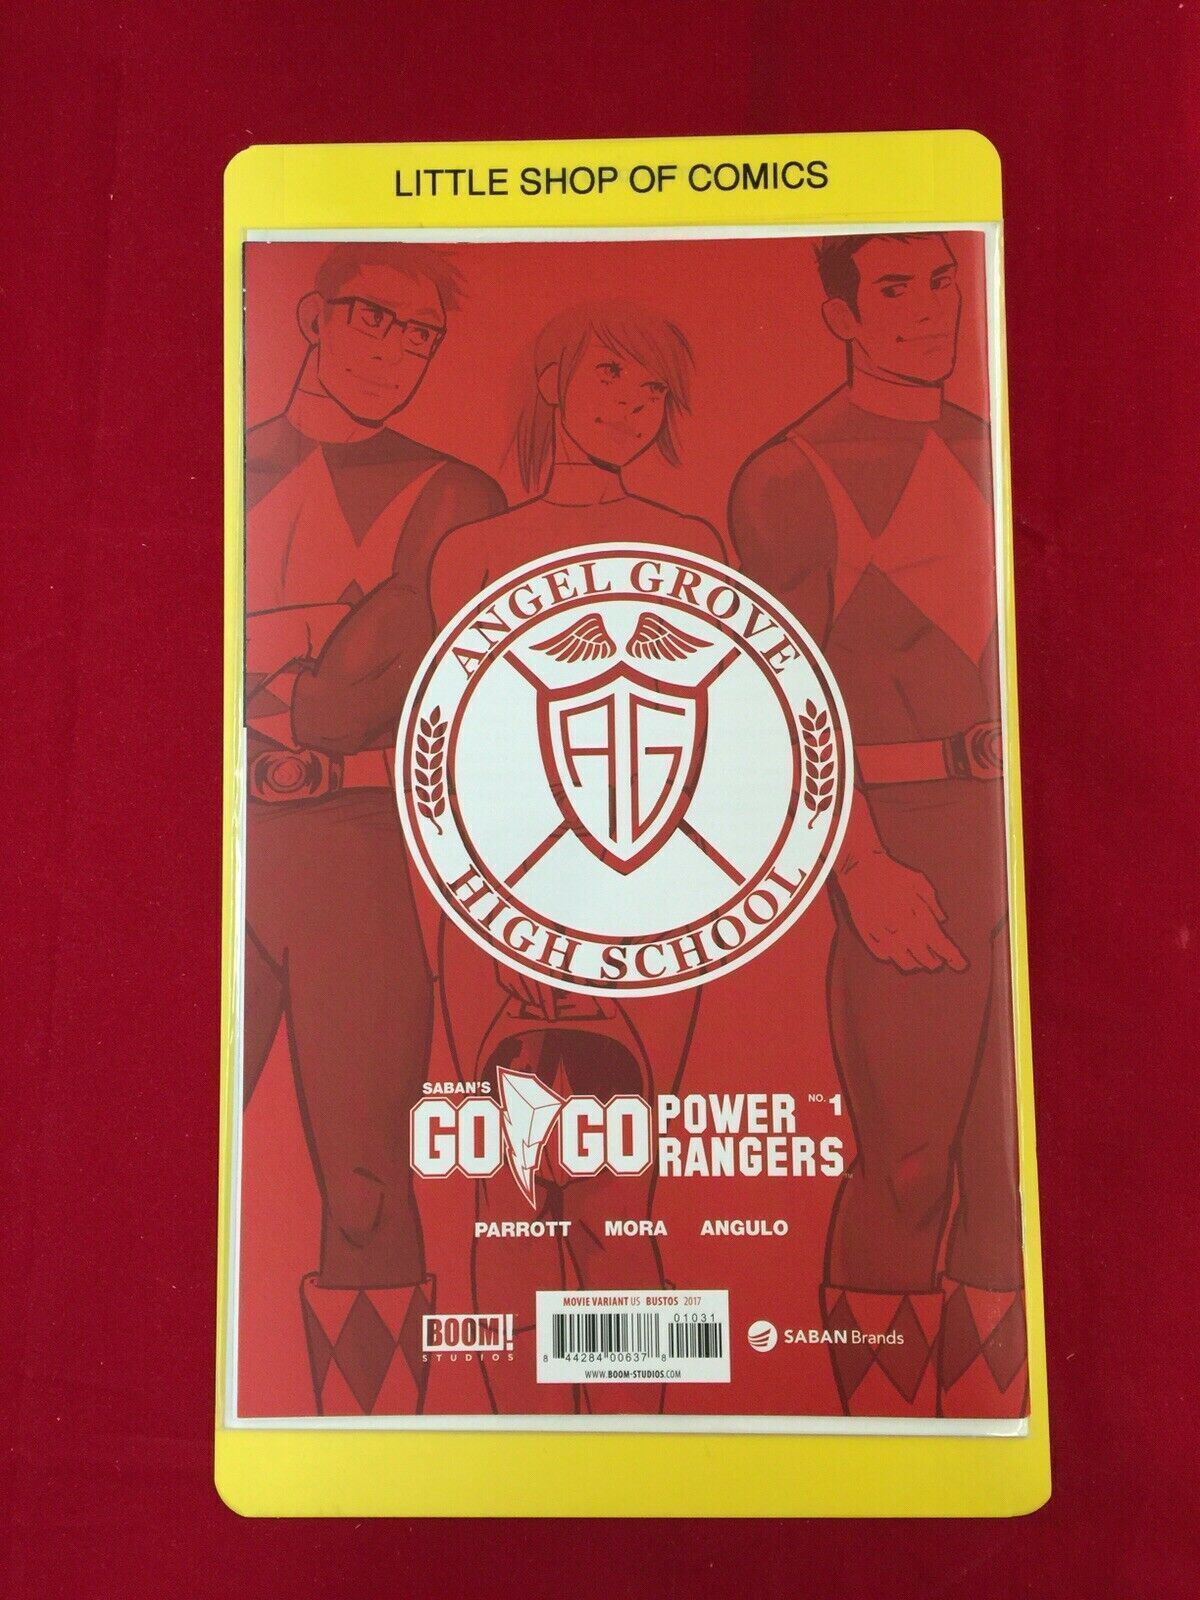 LITTLE SHOP OF COMICS
ANGEL GROVE
AG
HIGH SCHOOL
SABAN'S
GO GO POWER RANGERS™ NO. 1
PARROTT MORA ANGULO
BOOM!
STUDIOS
MOVIE VARIANT US BUSTOS 2017
01031
8 44284 00637 8
WWW.BOOM-STUDIOS.COM
SABAN Brands